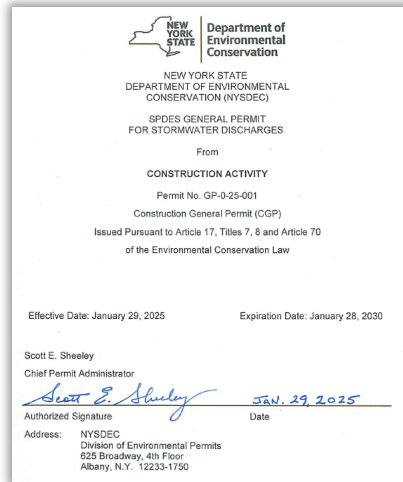 NEW
YORK
STATE
Department of
Environmental
Conservation
NEW YORK STATE
DEPARTMENT OF ENVIRONMENTAL
CONSERVATION (NYSDEC)
SPDES GENERAL PERMIT
FOR STORMWATER DISCHARGES
From
CONSTRUCTION ACTIVITY
Permit No. GP-0-25-001
Construction General Permit (CGP)
Issued Pursuant to Article 17, Titles 7, 8 and Article 70
of the Environmental Conservation Law
Effective Date: January 29, 2025 Expiration Date: January 28, 2030
Scott E. Sheeley
Chief Permit Administrator
Scott E. Sheeley JAN. 29, 2025
Authorized Signature Date
Address: NYSDEC
Division of Environmental Permits
625 Broadway, 4th Floor
Albany, N.Y. 12233-1750